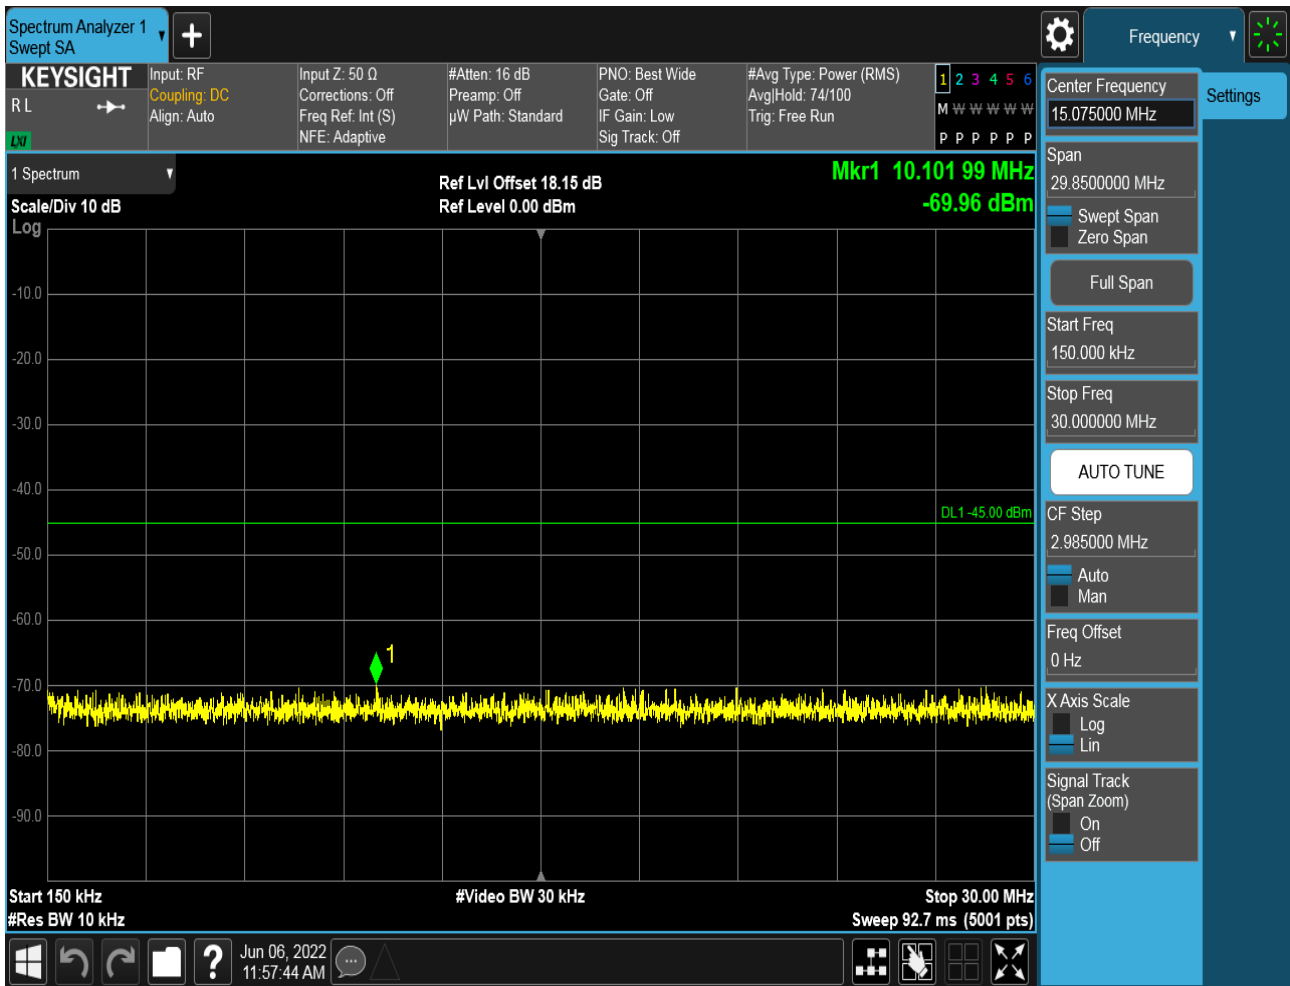 Spectrum Analyzer 1
Swept SA
Frequency
KEYSIGHT
R L
LXI
Input: RF
Coupling: DC
Align: Auto
Input Z: 50 Ω
Corrections: Off
Freq Ref: Int (S)
NFE: Adaptive
#Atten: 16 dB
Preamp: Off
µW Path: Standard
PNO: Best Wide
Gate: Off
IF Gain: Low
Sig Track: Off
#Avg Type: Power (RMS)
Avg|Hold: 74/100
Trig: Free Run
1 2 3 4 5 6
M W W W W W
P P P P P P
1 Spectrum
Scale/Div 10 dB
Log
Ref Lvl Offset 18.15 dB
Ref Level 0.00 dBm
Mkr1 10.101 99 MHz
-69.96 dBm
-10.0
-20.0
-30.0
-40.0
DL1 -45.00 dBm
-50.0
-60.0
1
-70.0
-80.0
-90.0
Start 150 kHz
#Video BW 30 kHz
Stop 30.00 MHz
#Res BW 10 kHz
Sweep 92.7 ms (5001 pts)
?
Jun 06, 2022
11:57:44 AM
Center Frequency
15.075000 MHz
Settings
Span
29.8500000 MHz
Swept Span
Zero Span
Full Span
Start Freq
150.000 kHz
Stop Freq
30.000000 MHz
AUTO TUNE
CF Step
2.985000 MHz
Auto
Man
Freq Offset
0 Hz
X Axis Scale
Log
Lin
Signal Track
(Span Zoom)
On
Off